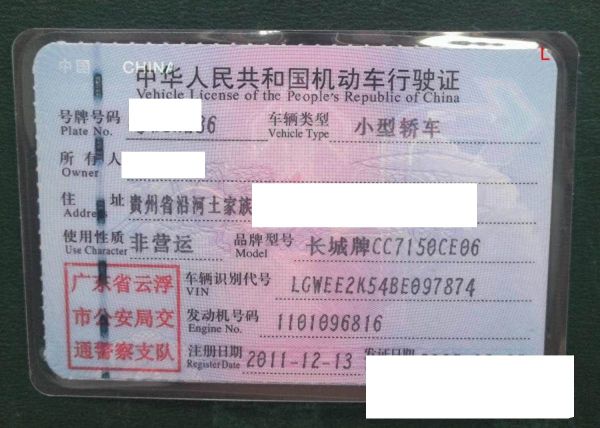 中国 CHINA
中华人民共和国机动车行驶证
Vehicle License of the People's Republic of China
号牌号码 36 车辆类型 小型轿车
Plate No. Vehicle Type
所有人
Owner
住 址 贵州省沿河土家族
Address
使用性质 非营运 品牌型号 长城牌CC7150CE06
Use Character Model
广东省云浮
市公安局交
通警察支队
车辆识别代号 LGWEE2K54BE097874
VIN
发动机号码 1101096816
Engine No.
注册日期 2011-12-13 发证日期
Register Date